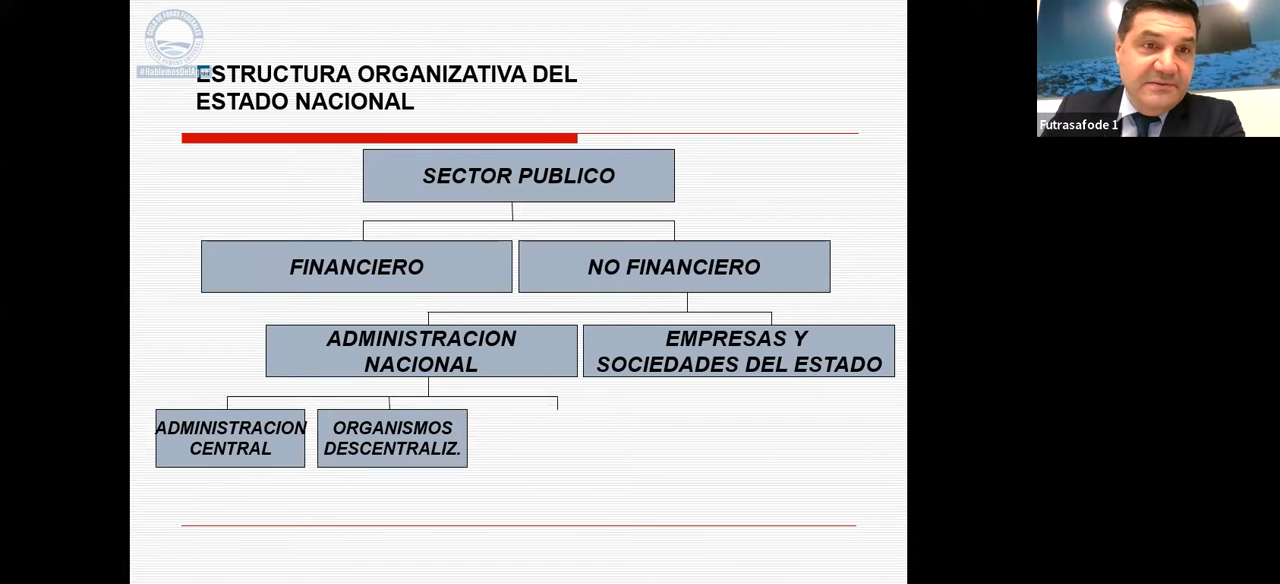 #HablemosDelAgua
ESTRUCTURA ORGANIZATIVA DEL
ESTADO NACIONAL
SECTOR PUBLICO
FINANCIERO
NO FINANCIERO
ADMINISTRACION
NACIONAL
EMPRESAS Y
SOCIEDADES DEL ESTADO
ADMINISTRACION
CENTRAL
ORGANISMOS
DESCENTRALIZ.
Futrasafode 1